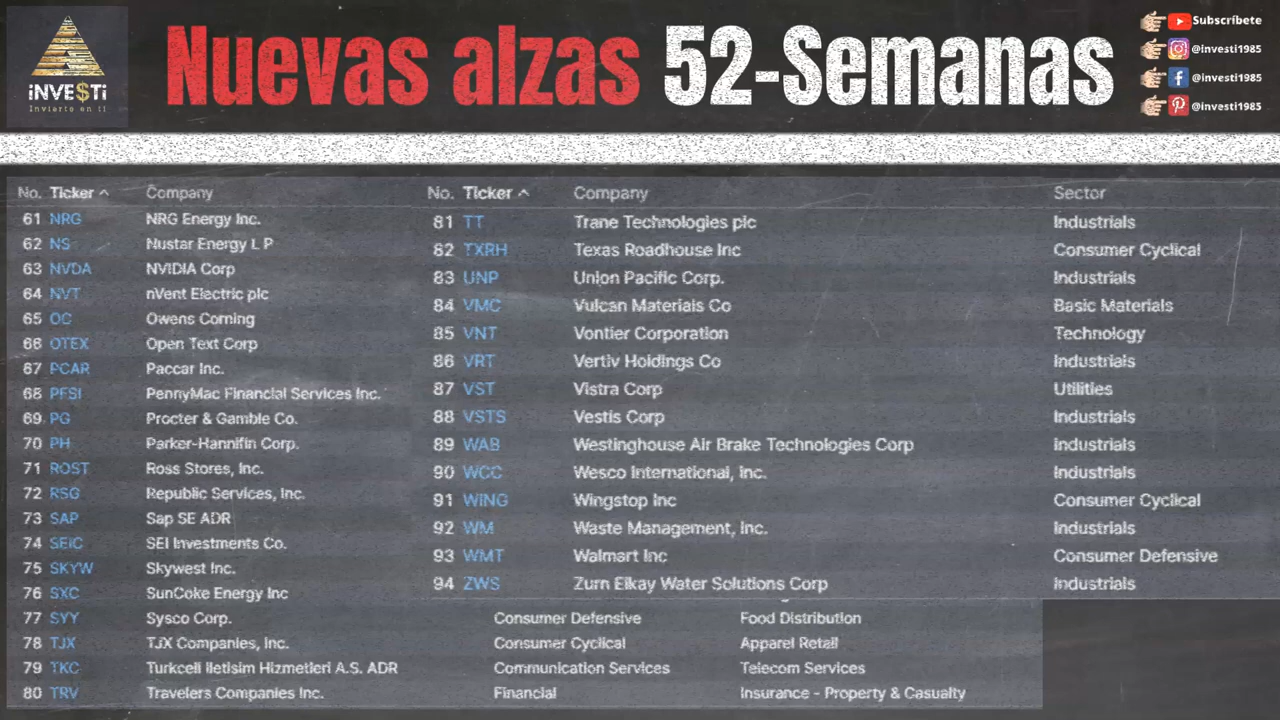 iNVE$Ti
Invierte en ti
Nuevas alzas 52-Semanas
Subscríbete
@investi1985
@investi1985
@investi1985
No. Ticker Company
61 NRG NRG Energy Inc.
62 NS Nustar Energy L P
63 NVDA NVIDIA Corp
64 NVT nVent Electric plc
65 OC Owens Corning
66 OTEX Open Text Corp
67 PCAR Paccar Inc.
68 PFSI PennyMac Financial Services Inc.
69 PG Procter & Gamble Co.
70 PH Parker-Hannifin Corp.
71 ROST Ross Stores, Inc.
72 RSG Republic Services, Inc.
73 SAP Sap SE ADR
74 SEIC SEI Investments Co.
75 SKYW Skywest Inc.
76 SXC SunCoke Energy Inc
77 SYY Sysco Corp. Consumer Defensive Food Distribution
78 TJX TJX Companies, Inc. Consumer Cyclical Apparel Retail
79 TKC Turkcell Iletisim Hizmetleri A.S. ADR Communication Services Telecom Services
80 TRV Travelers Companies Inc. Financial Insurance - Property & Casualty
No. Ticker Company Sector
81 TT Trane Technologies plc Industrials
82 TXRH Texas Roadhouse Inc Consumer Cyclical
83 UNP Union Pacific Corp. Industrials
84 VMC Vulcan Materials Co Basic Materials
85 VNT Vontier Corporation Technology
86 VRT Vertiv Holdings Co Industrials
87 VST Vistra Corp Utilities
88 VSTS Vestis Corp Industrials
89 WAB Westinghouse Air Brake Technologies Corp Industrials
90 WCC Wesco International, Inc. Industrials
91 WING Wingstop Inc Consumer Cyclical
92 WM Waste Management, Inc. Industrials
93 WMT Walmart Inc Consumer Defensive
94 ZWS Zurn Elkay Water Solutions Corp Industrials